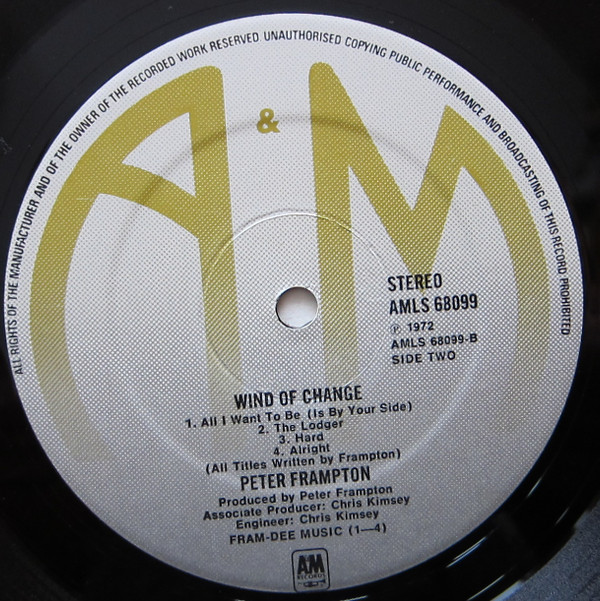 ALL RIGHTS OF THE MANUFACTURER AND OF THE OWNER OF THE RECORDED WORK RESERVED UNAUTHORISED COPYING PUBLIC PERFORMANCE AND BROADCASTING OF THIS RECORD PROHIBITED
A & M
STEREO
AMLS 68099
℗ 1972
AMLS 68099-B
SIDE TWO
WIND OF CHANGE
1. All I Want To Be (Is By Your Side)
2. The Lodger
3. Hard
4. Alright
(All Titles Written by Frampton)
PETER FRAMPTON
Produced by Peter Frampton
Associate Producer: Chris Kimsey
Engineer: Chris Kimsey
FRAM-DEE MUSIC (1—4)
AM
RECORDS